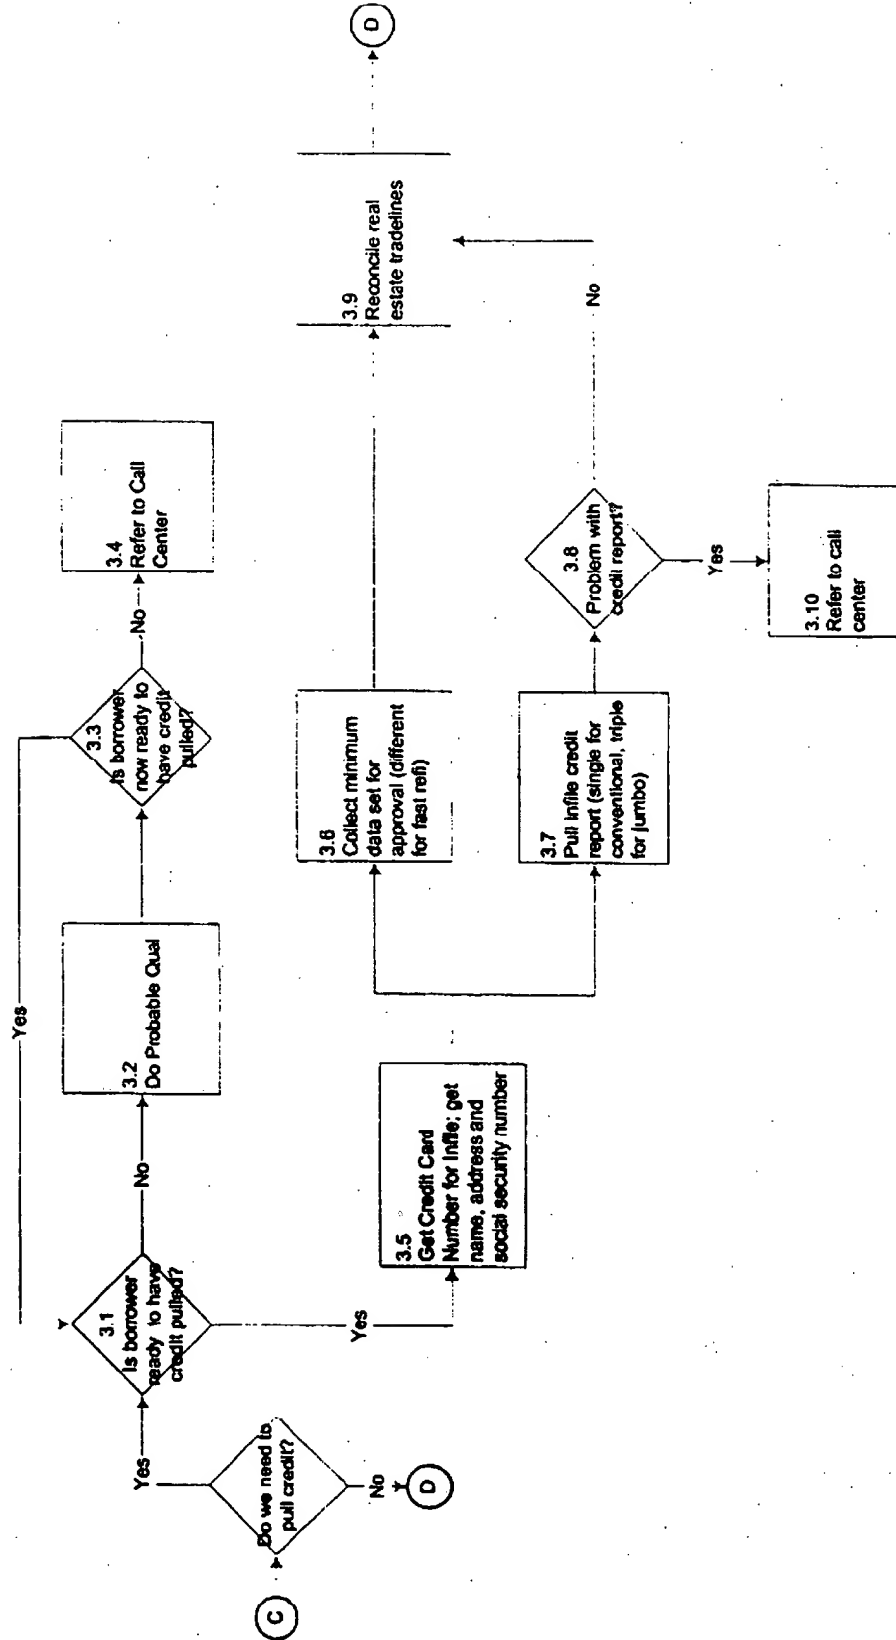 C
Do we need to
pull credit?
Yes
No
D
3.1
Is borrower
ready to have
credit pulled?
No
Yes
3.2
Do Probable Qual
Yes
3.3
Is borrower
now ready to
have credit
pulled?
No
3.4
Refer to Call
Center
3.5
Get Credit Card
Number for Infile; get
name, address and
social security number
3.6
Collect minimum
data set for
approval (different
for fast refi)
3.7
Pull infile credit
report (single for
conventional, triple
for jumbo)
3.8
Problem with
credit report?
No
Yes
3.9
Reconcile real
estate tradelines
3.10
Refer to call
center
D